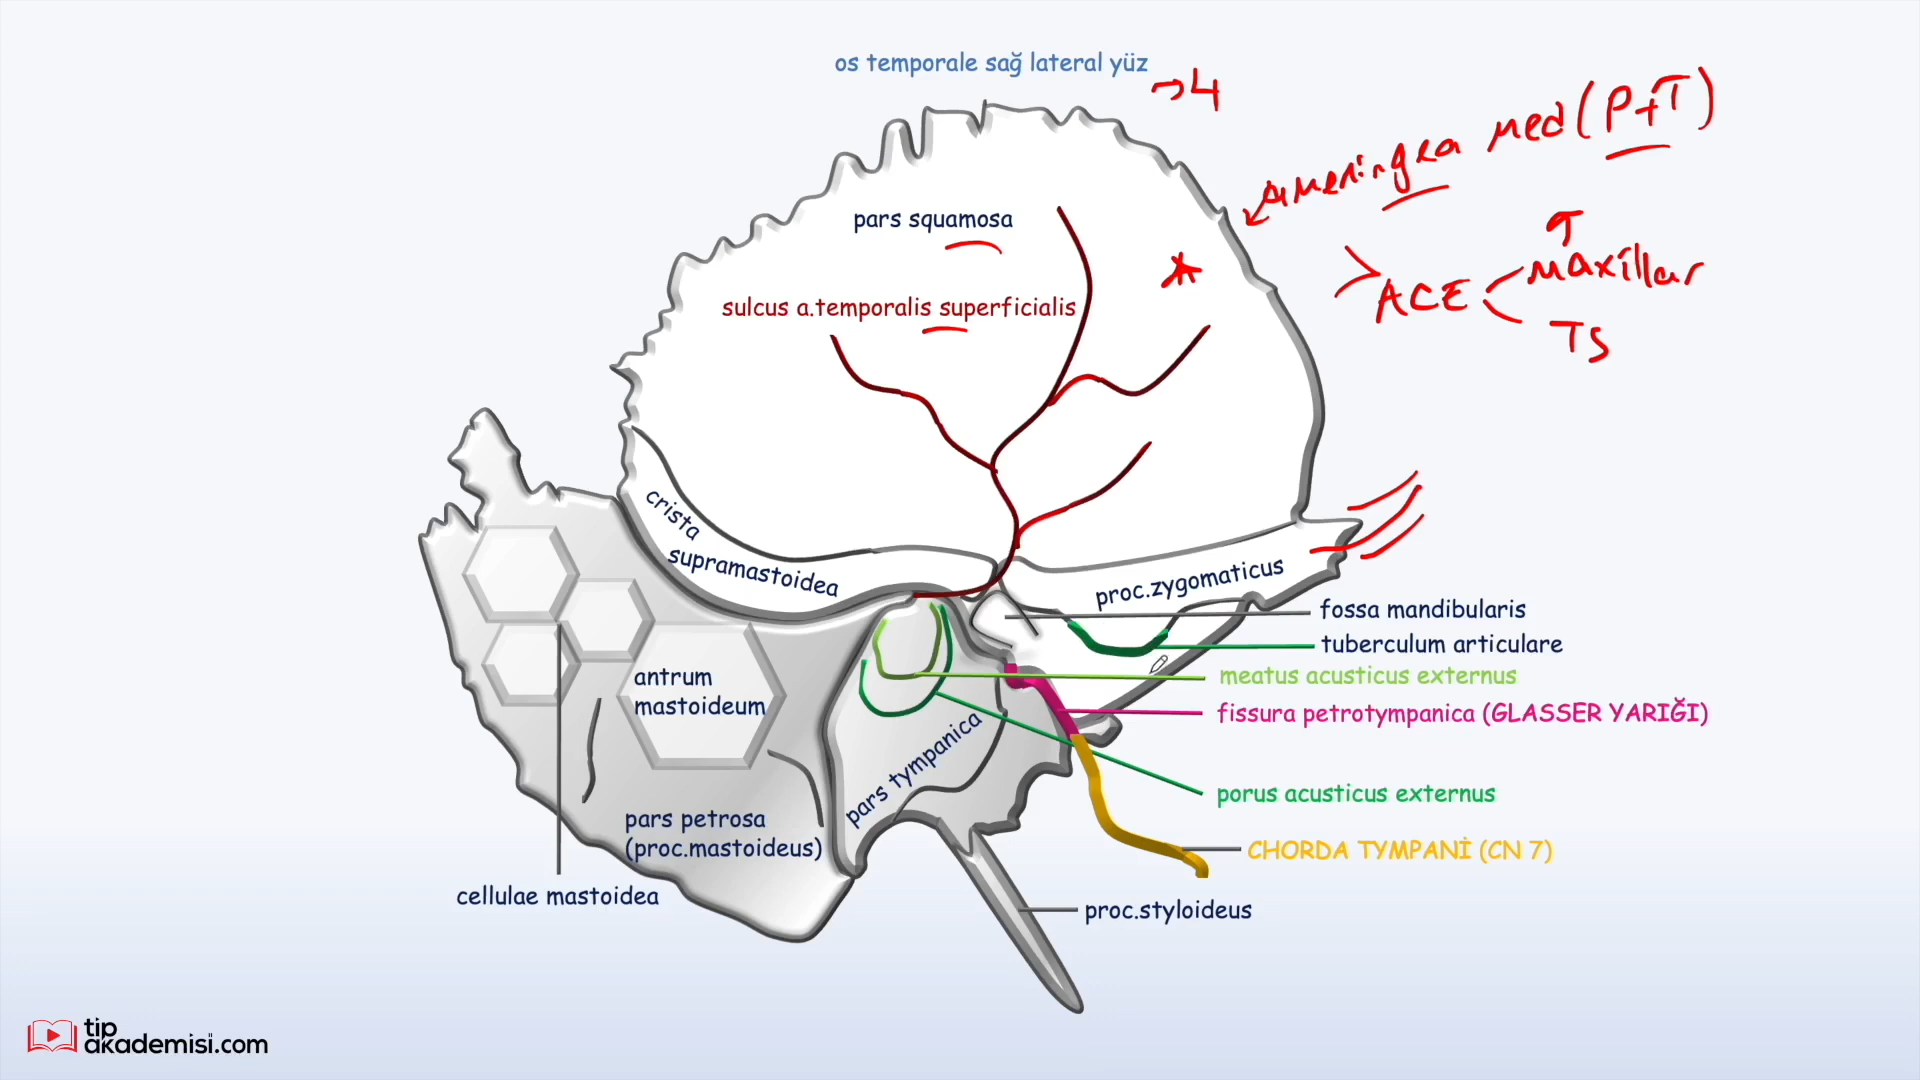 os temporale sağ lateral yüz
→4
a.meningea med (P+T)
pars squamosa
sulcus a.temporalis superficialis
ACE
maxillar
TS
crista
supramastoidea
proc.zygomaticus
fossa mandibularis
tuberculum articulare
meatus acusticus externus
fissura petrotympanica (GLASSER YARIĞI)
antrum
mastoideum
pars tympanica
porus acusticus externus
pars petrosa
(proc.mastoideus)
CHORDA TYMPANİ (CN 7)
cellulae mastoidea
proc.styloideus
tip
akademisi.com